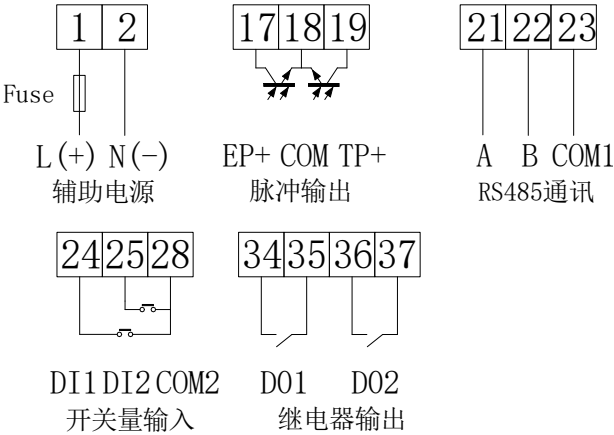 1 2
Fuse
L(+) N(-)
辅助电源
17 18 19
EP+ COM TP+
脉冲输出
21 22 23
A B COM1
RS485通讯
24 25 28
DI1 DI2 COM2
开关量输入
34 35 36 37
DO1 DO2
继电器输出